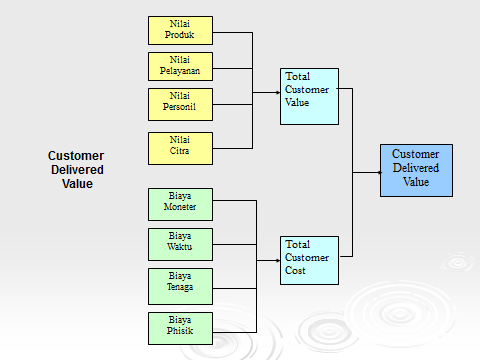 Nilai
Produk
Nilai
Pelayanan
Nilai
Personil
Nilai
Citra
Total
Customer
Value
Customer
Delivered
Value
Customer
Delivered
Value
Biaya
Moneter
Biaya
Waktu
Biaya
Tenaga
Biaya
Phisik
Total
Customer
Cost